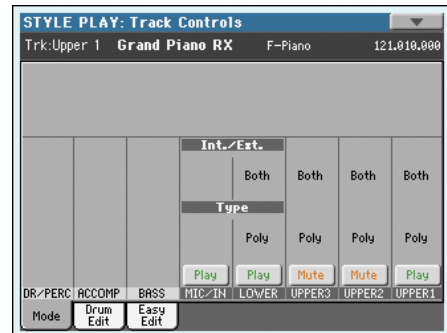 STYLE PLAY: Track Controls
Trk:Upper 1 Grand Piano RX F-Piano 121.010.000
Int./Ext.
Both Both Both Both
Type
Poly Poly Poly Poly
Play Play Mute Mute Play
DR/PERC ACCOMP BASS MIC/IN LOWER UPPER3 UPPER2 UPPER1
Mode Drum Edit Easy Edit